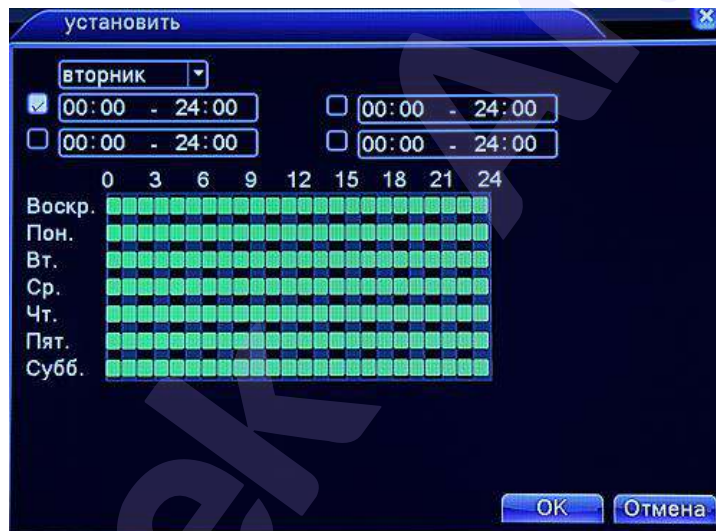 установить
вторник
00:00 - 24:00 00:00 - 24:00
00:00 - 24:00 00:00 - 24:00
0 3 6 9 12 15 18 21 24
Воскр.
Пон.
Вт.
Ср.
Чт.
Пят.
Субб.
OK Отмена